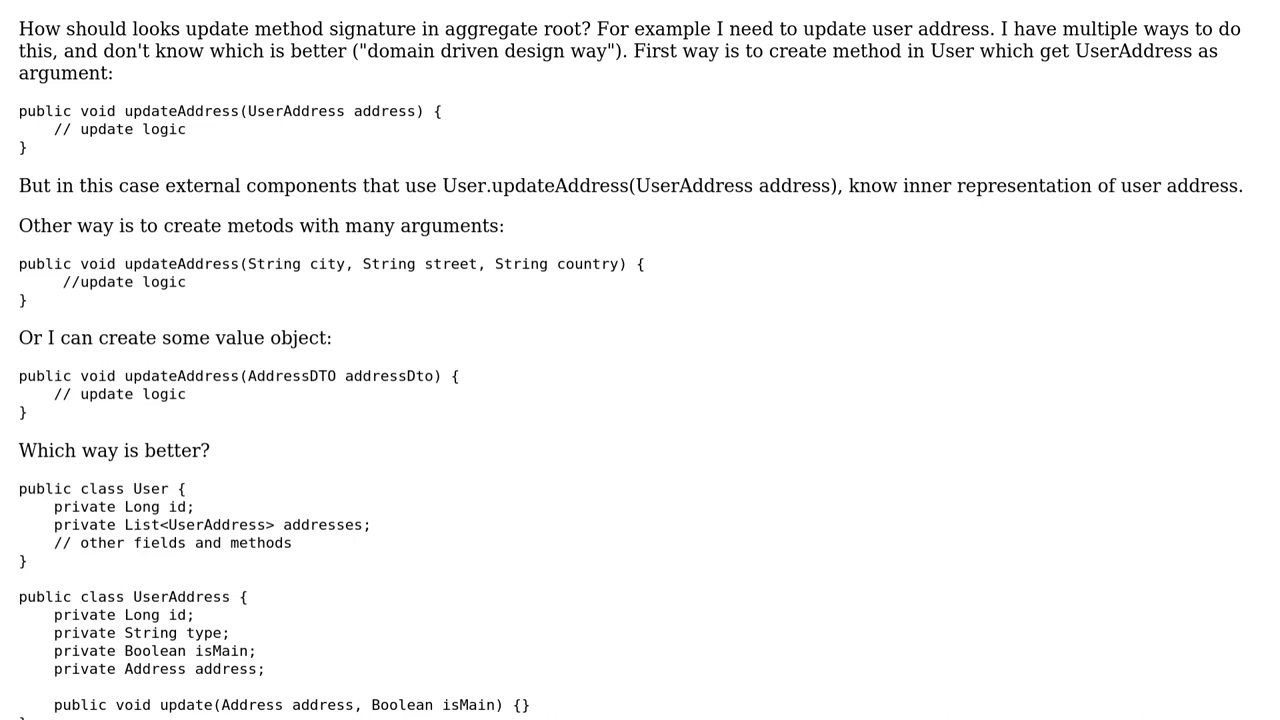 How should looks update method signature in aggregate root? For example I need to update user address. I have multiple ways to do
this, and don't know which is better ("domain driven design way"). First way is to create method in User which get UserAddress as
argument:
public void updateAddress(UserAddress address) {
    // update logic
}
But in this case external components that use User.updateAddress(UserAddress address), know inner representation of user address.
Other way is to create metods with many arguments:
public void updateAddress(String city, String street, String country) {
     //update logic
}
Or I can create some value object:
public void updateAddress(AddressDTO addressDto) {
    // update logic
}
Which way is better?
public class User {
    private Long id;
    private List<UserAddress> addresses;
    // other fields and methods
}
public class UserAddress {
    private Long id;
    private String type;
    private Boolean isMain;
    private Address address;
    public void update(Address address, Boolean isMain) {}